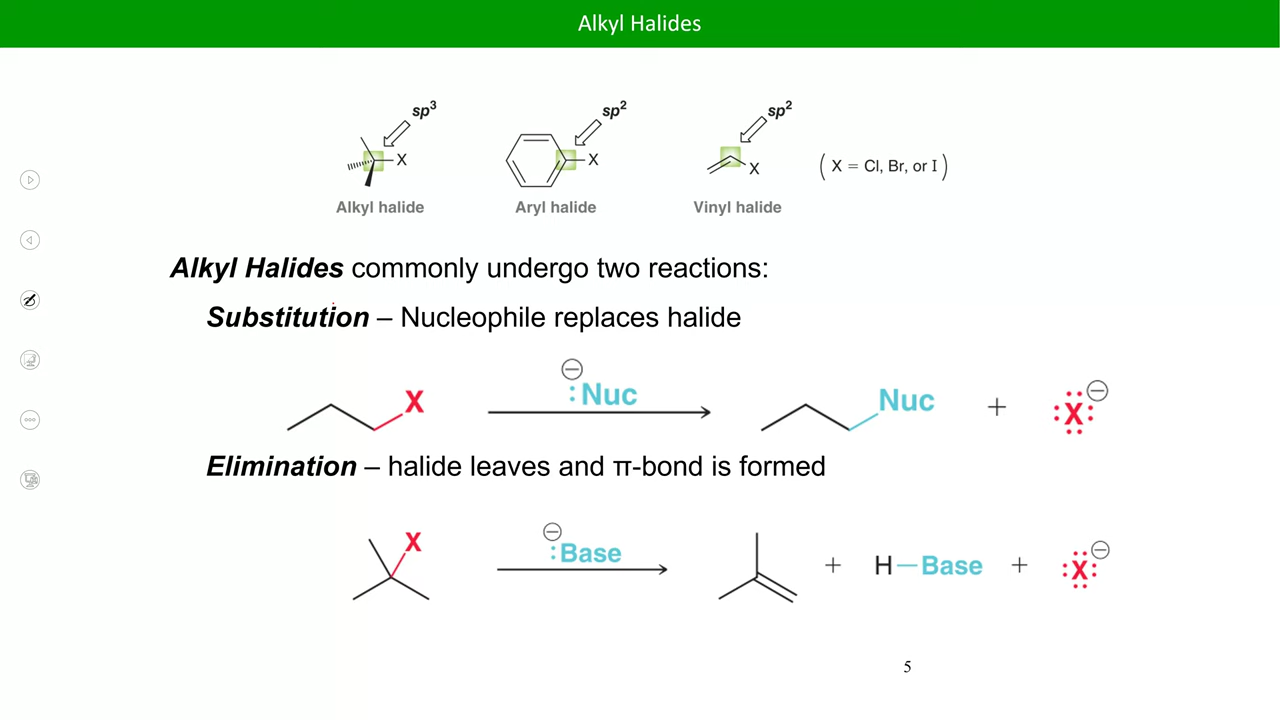 Alkyl Halides
sp³ sp² sp²
X X X ( X = Cl, Br, or I )
Alkyl halide Aryl halide Vinyl halide
Alkyl Halides commonly undergo two reactions:
Substitution – Nucleophile replaces halide
X ⊖ :Nuc Nuc + :X: ⊖
Elimination – halide leaves and π-bond is formed
X ⊖ :Base + H—Base + :X: ⊖
5